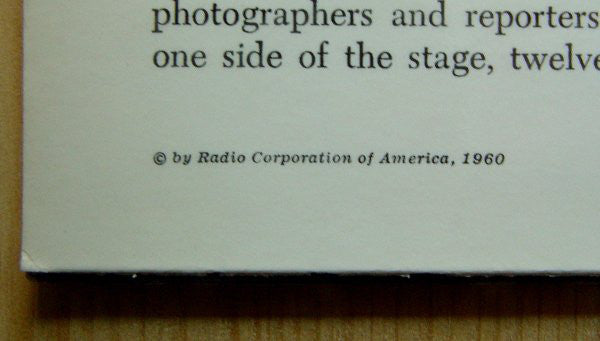 photographers and reporters
one side of the stage, twelve
© by Radio Corporation of America, 1960